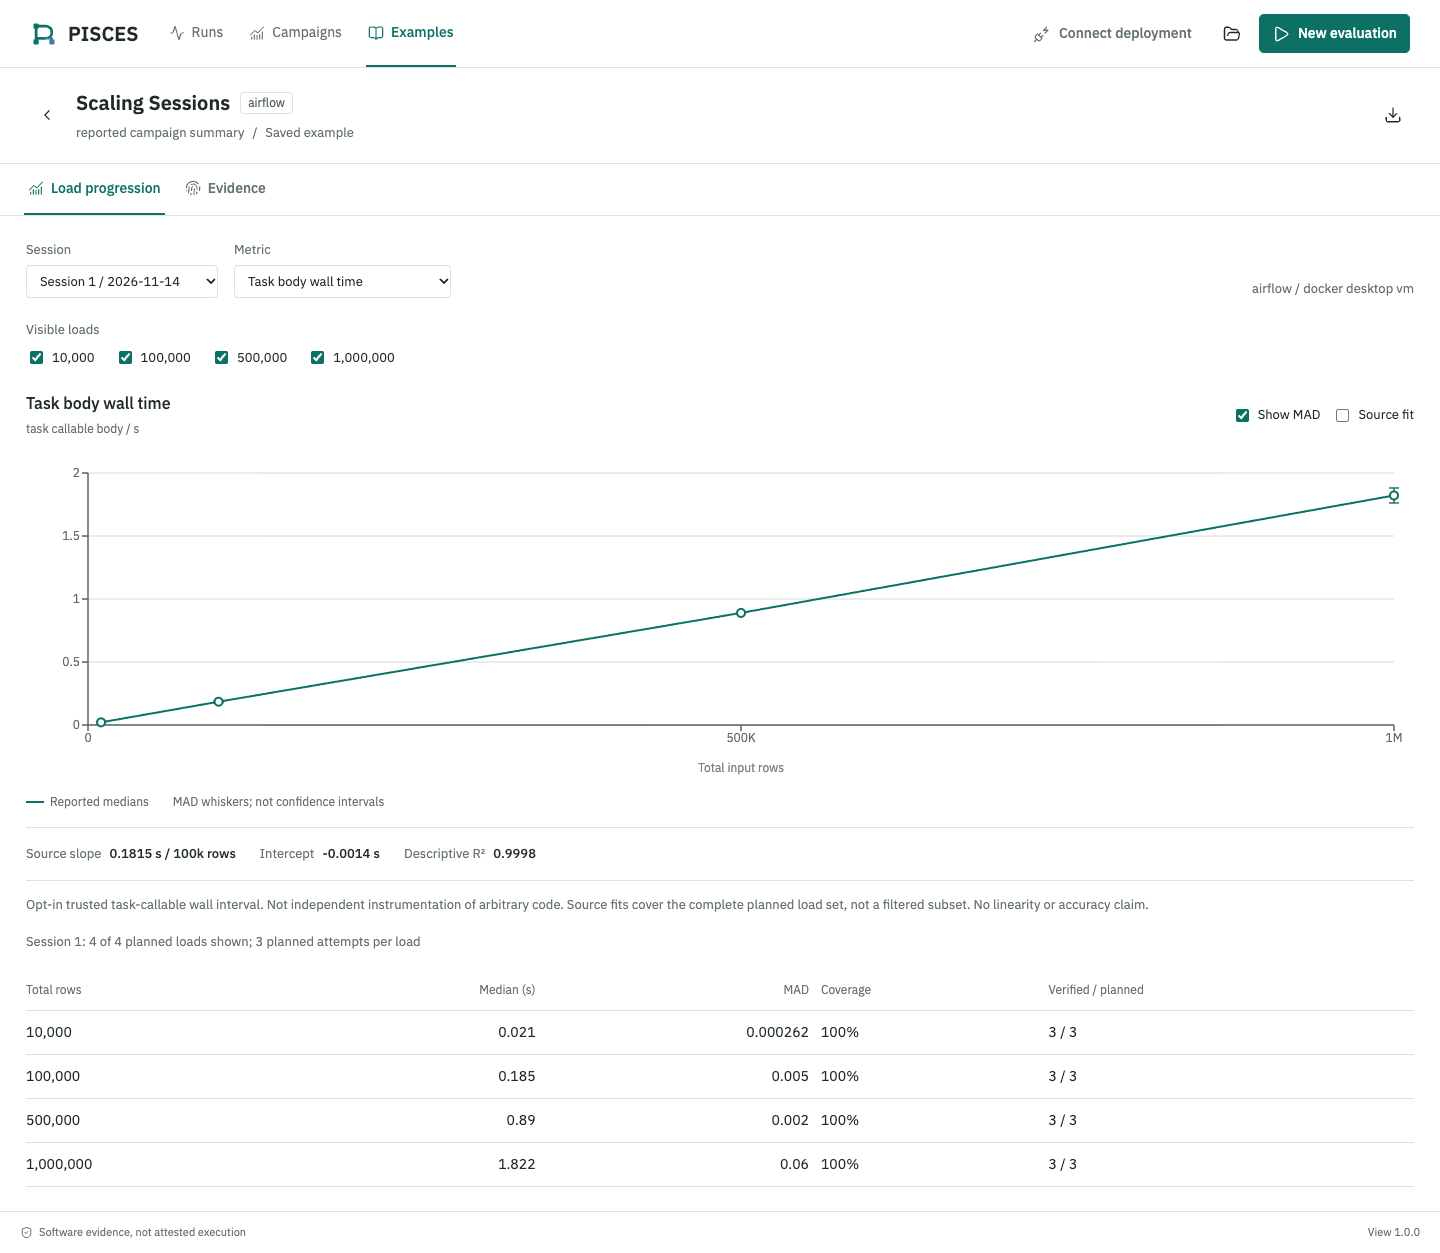 PISCES
Runs
Campaigns
Examples
Connect deployment
New evaluation
Scaling Sessions
airflow
reported campaign summary / Saved example
Load progression
Evidence
Session
Metric
Session 1 / 2026-11-14
Task body wall time
airflow / docker desktop vm
Visible loads
10,000
100,000
500,000
1,000,000
Task body wall time
task callable body / s
Show MAD
Source fit
2
1.5
1
0.5
0
0
500K
1M
Total input rows
Reported medians
MAD whiskers; not confidence intervals
Source slope 0.1815 s / 100k rows Intercept -0.0014 s Descriptive R² 0.9998
Opt-in trusted task-callable wall interval. Not independent instrumentation of arbitrary code. Source fits cover the complete planned load set, not a filtered subset. No linearity or accuracy claim.
Session 1: 4 of 4 planned loads shown; 3 planned attempts per load
Total rows Median (s) MAD Coverage Verified / planned
10,000 0.021 0.000262 100% 3 / 3
100,000 0.185 0.005 100% 3 / 3
500,000 0.89 0.002 100% 3 / 3
1,000,000 1.822 0.06 100% 3 / 3
Software evidence, not attested execution
View 1.0.0